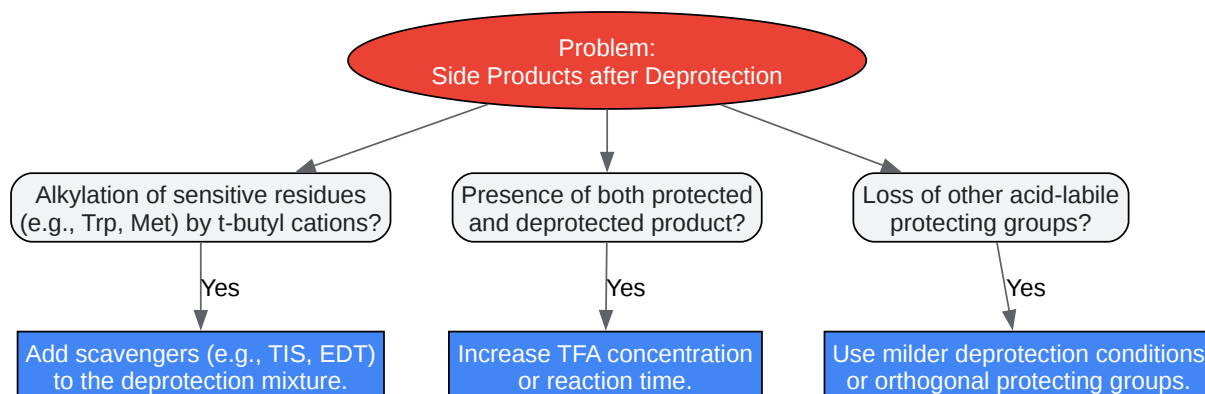 Problem:
Side Products after Deprotection
Alkylation of sensitive residues
(e.g., Trp, Met) by t-butyl cations?
Presence of both protected
and deprotected product?
Loss of other acid-labile
protecting groups?
Yes
Yes
Yes
Add scavengers (e.g., TIS, EDT)
to the deprotection mixture.
Increase TFA concentration
or reaction time.
Use milder deprotection conditions
or orthogonal protecting groups.